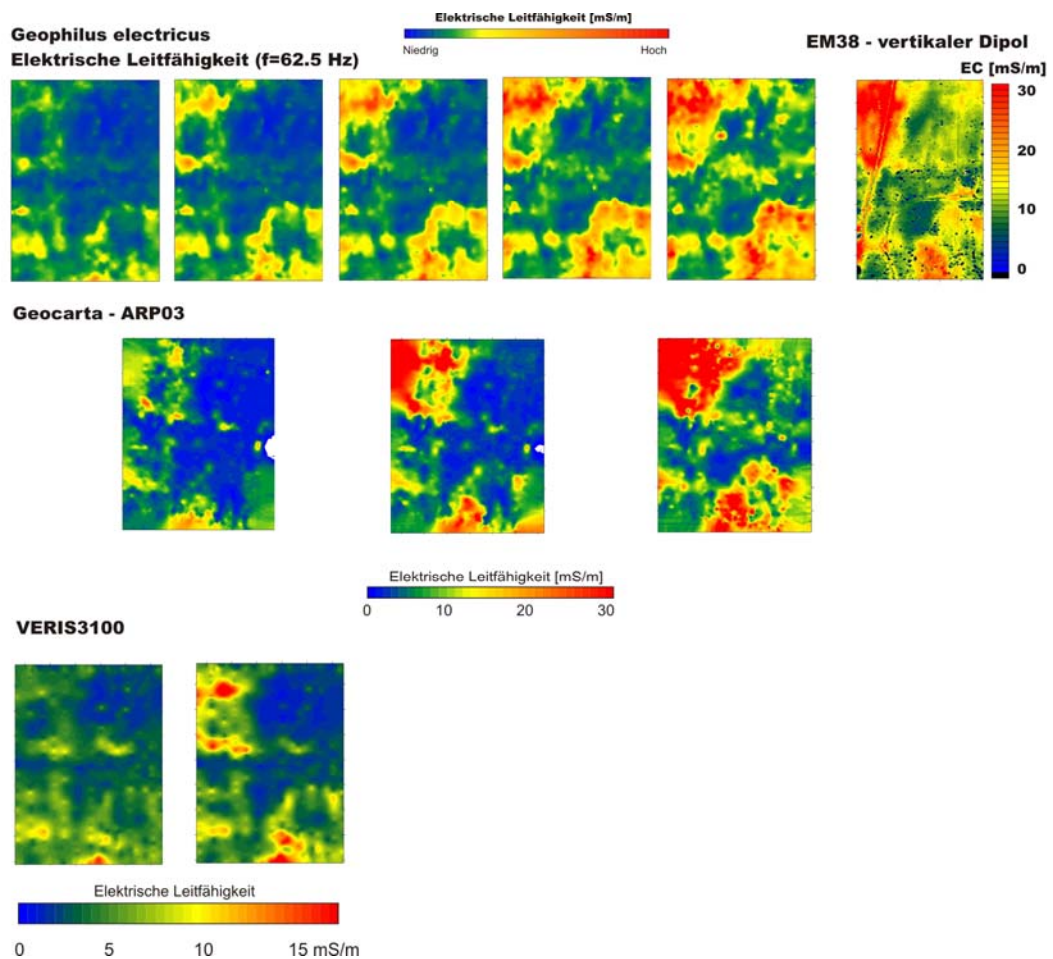 Geophilus electricus
Elektrische Leitfähigkeit (f=62.5 Hz)
Elektrische Leitfähigkeit [mS/m]
Niedrig Hoch
EM38 - vertikaler Dipol
EC [mS/m]
30
20
10
0
Geocarta - ARP03
Elektrische Leitfähigkeit [mS/m]
0 10 20 30
VERIS3100
Elektrische Leitfähigkeit
0 5 10 15 mS/m